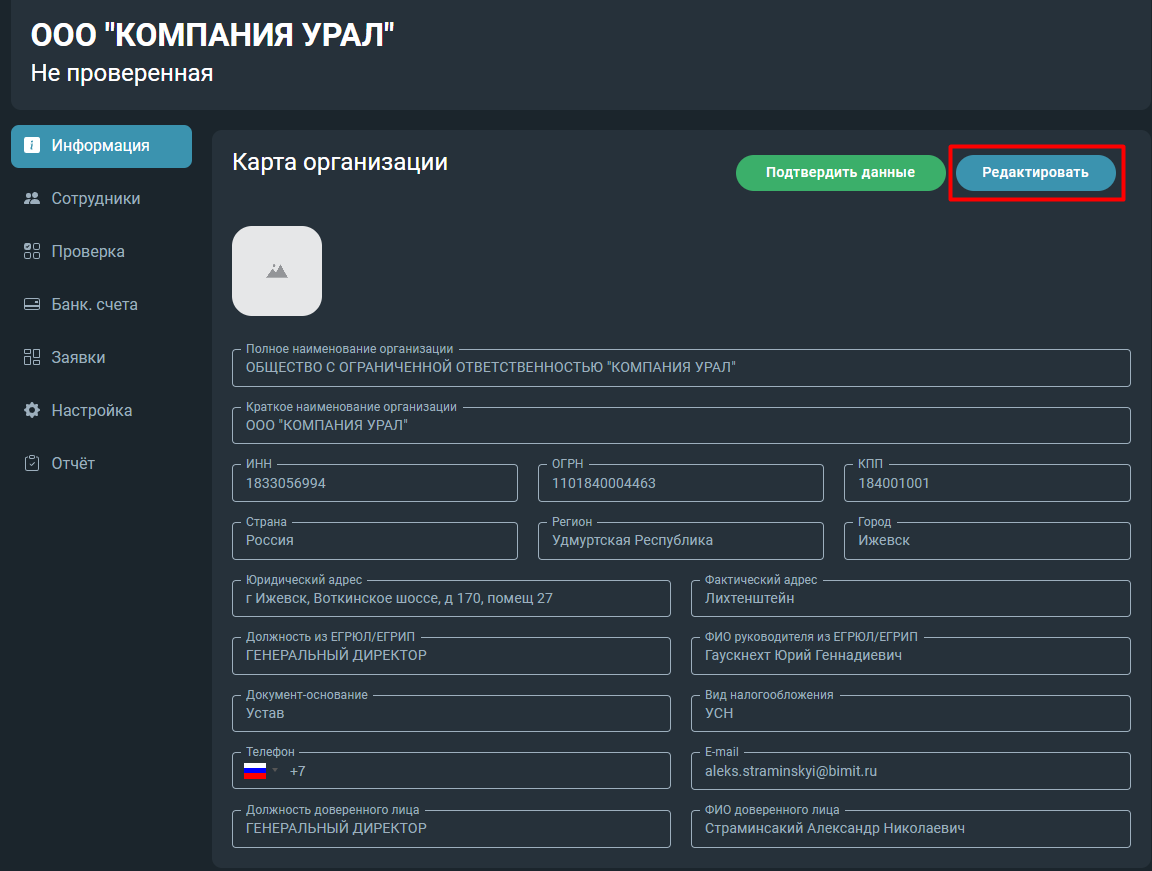 ООО "КОМПАНИЯ УРАЛ"
Не проверенная
Информация
Сотрудники
Проверка
Банк. счета
Заявки
Настройка
Отчёт
Карта организации
Подтвердить данные
Редактировать
Полное наименование организации
ОБЩЕСТВО С ОГРАНИЧЕННОЙ ОТВЕТСТВЕННОСТЬЮ "КОМПАНИЯ УРАЛ"
Краткое наименование организации
ООО "КОМПАНИЯ УРАЛ"
ИНН
1833056994
ОГРН
1101840004463
КПП
184001001
Страна
Россия
Регион
Удмуртская Республика
Город
Ижевск
Юридический адрес
г Ижевск, Воткинское шоссе, д 170, помещ 27
Фактический адрес
Лихтенштейн
Должность из ЕГРЮЛ/ЕГРИП
ГЕНЕРАЛЬНЫЙ ДИРЕКТОР
ФИО руководителя из ЕГРЮЛ/ЕГРИП
Гаускнехт Юрий Геннадиевич
Документ-основание
Устав
Вид налогообложения
УСН
Телефон
+7
E-mail
aleks.straminskyi@bimit.ru
Должность доверенного лица
ГЕНЕРАЛЬНЫЙ ДИРЕКТОР
ФИО доверенного лица
Страминсакий Александр Николаевич